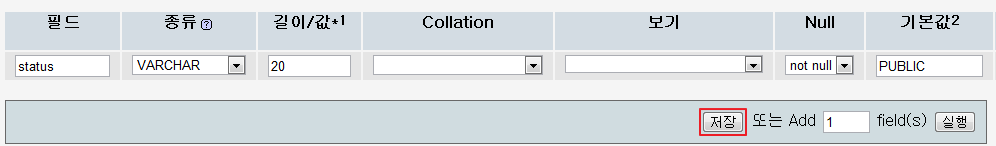 필드 종류 길이/값*1 Collation 보기 Null 기본값2
status VARCHAR 20 not null PUBLIC
저장 또는 Add 1 field(s) 실행